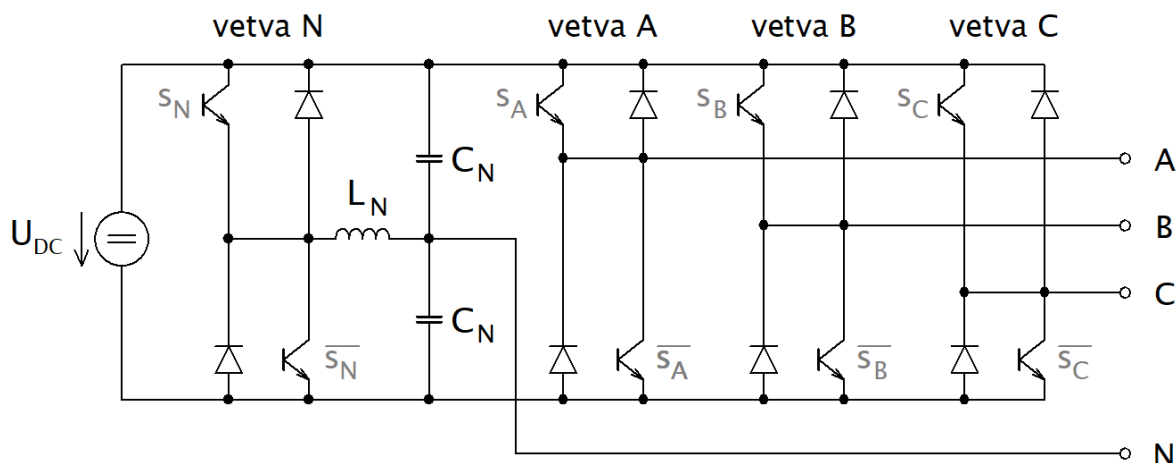 vetva N vetva A vetva B vetva C
s_N s_A s_B s_C
C_N A
L_N
U_DC B
C
C_N
s̅_N̅ s̅_A̅ s̅_B̅ s̅_C̅
N